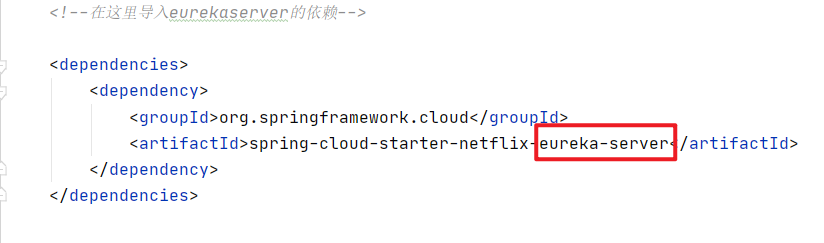 <!--在这里导入eurekaserver的依赖-->
<dependencies>
<dependency>
<groupId>org.springframework.cloud</groupId>
<artifactId>spring-cloud-starter-netflix-eureka-server</artifactId>
</dependency>
</dependencies>